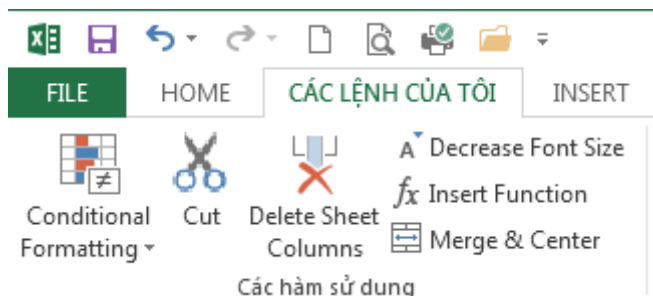 FILE HOME CÁC LỆNH CỦA TÔI INSERT
Conditional Formatting
Cut
Delete Sheet Columns
A Decrease Font Size
fx Insert Function
Merge & Center
Các hàm sử dụng